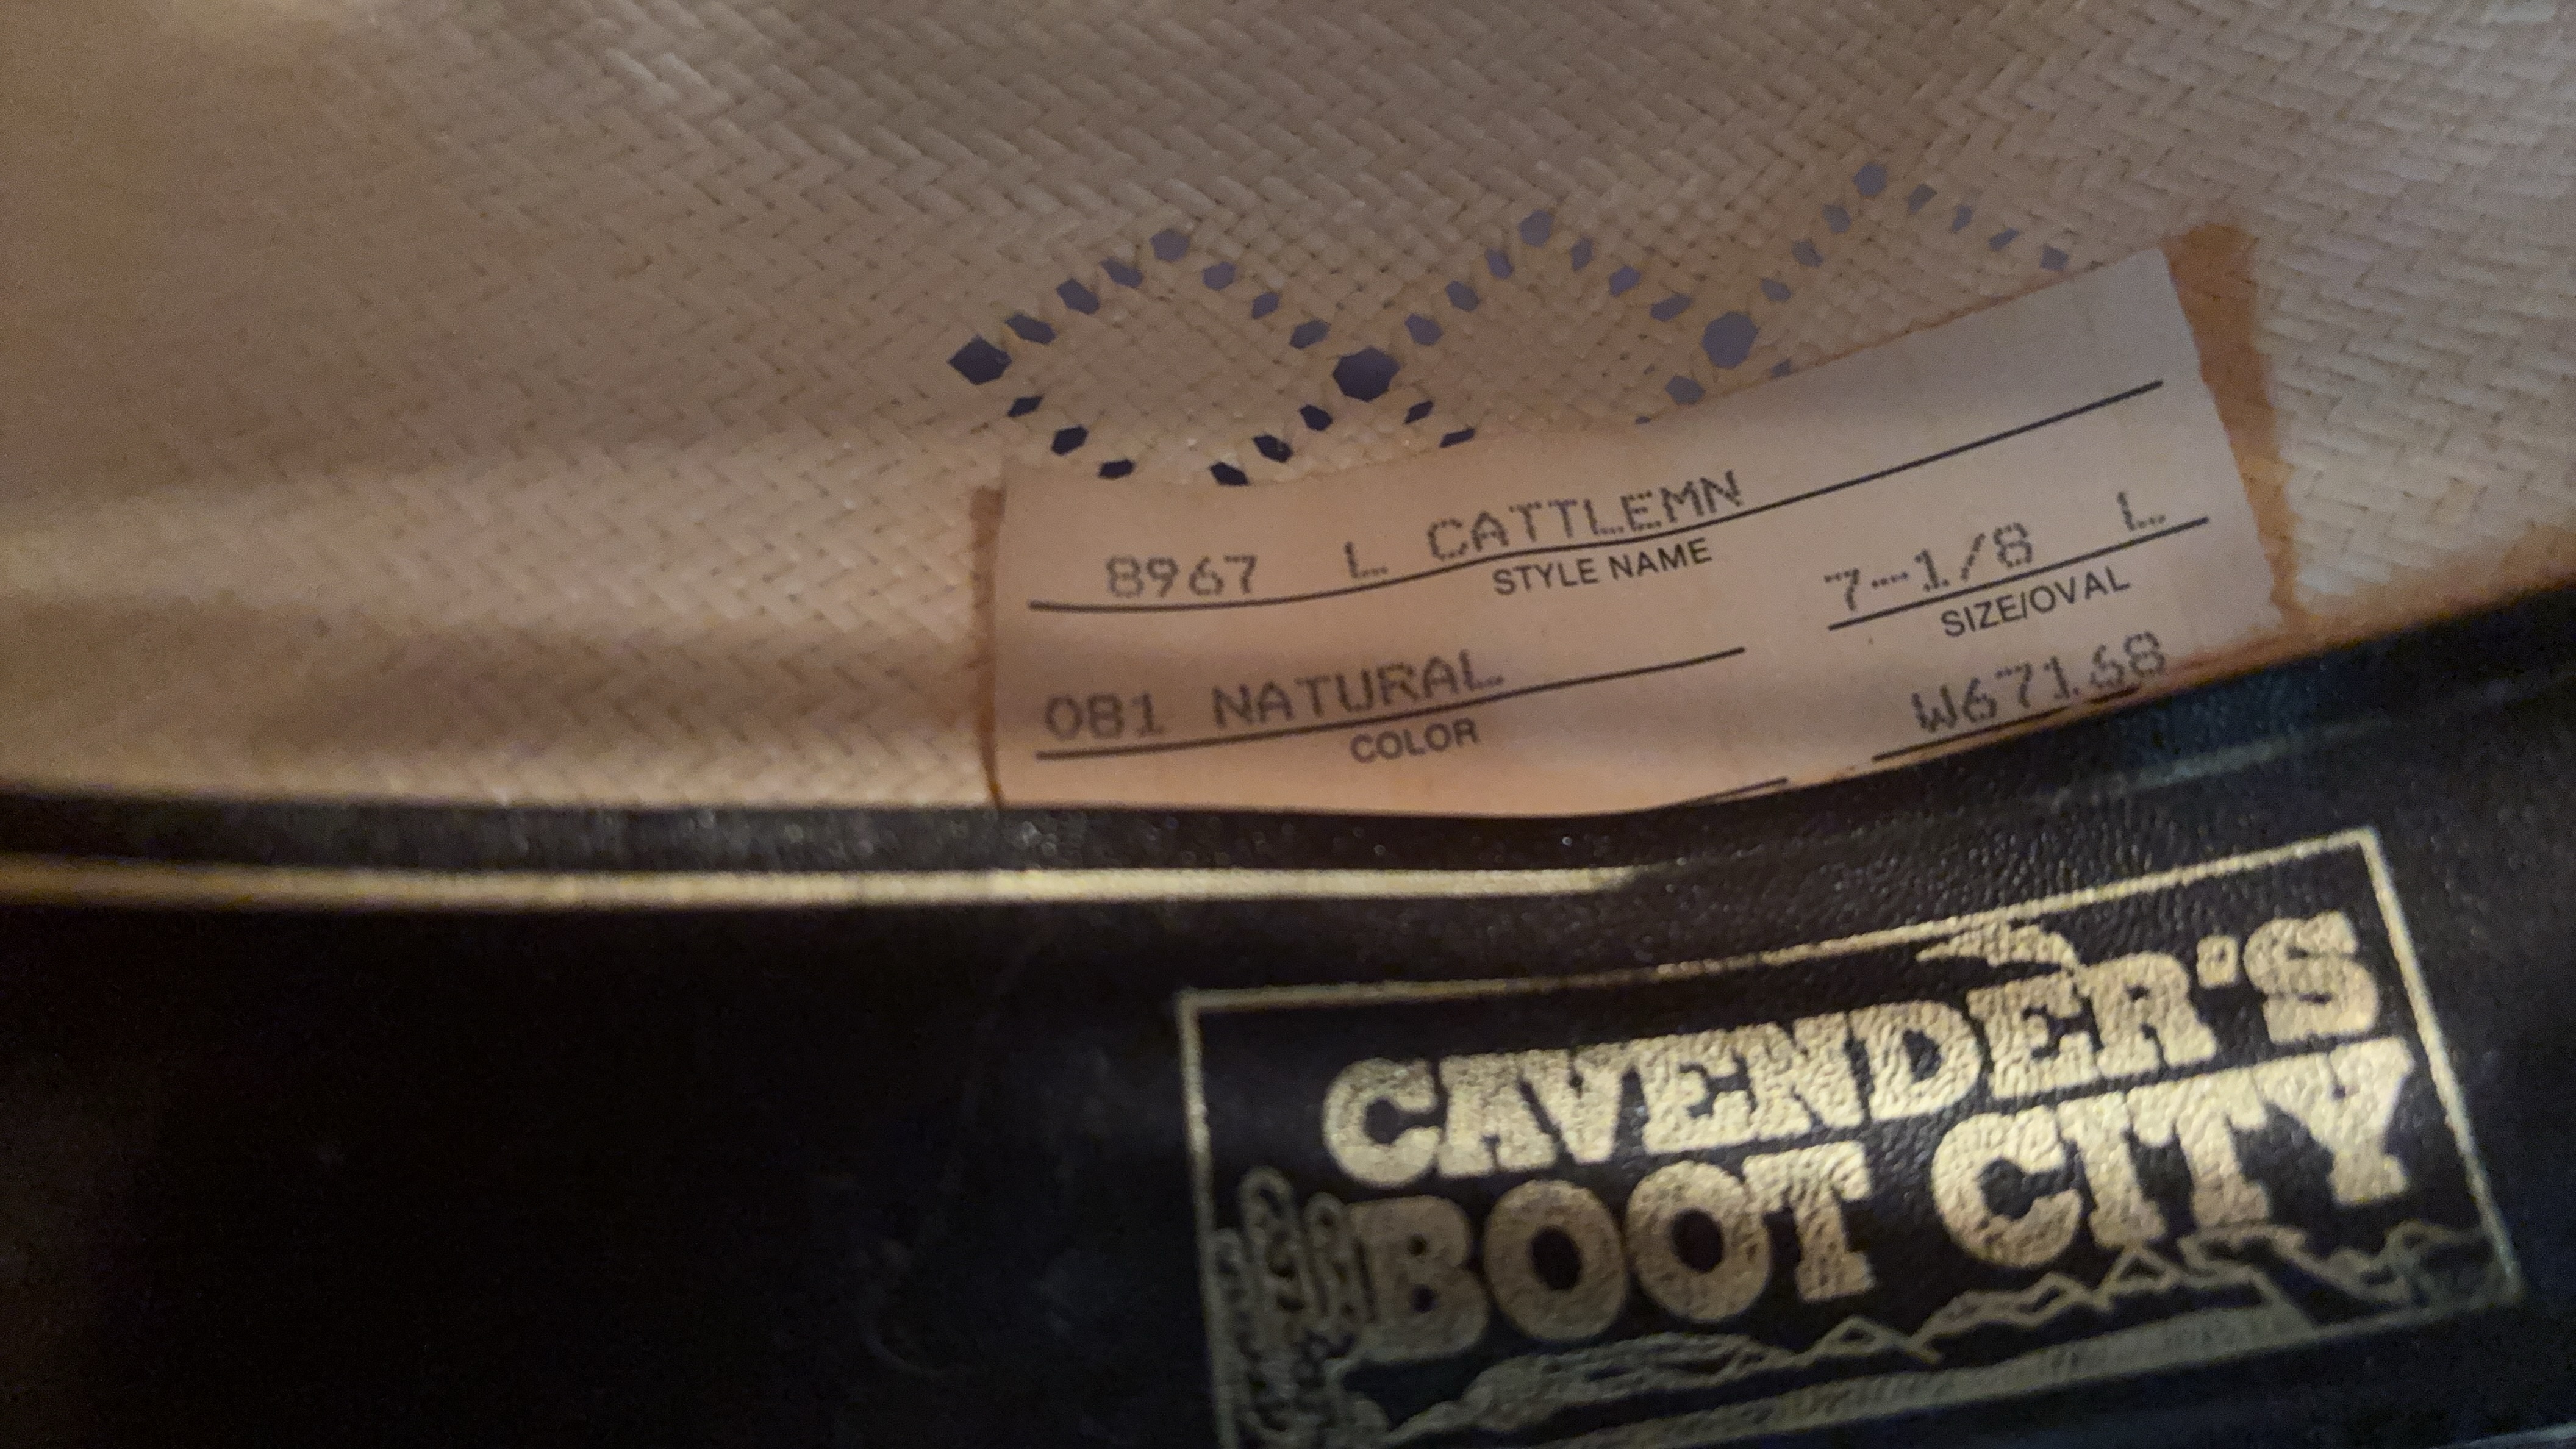 8967 L CATTLEMN
STYLE NAME
7-1/8 L
SIZE/OVAL
081 NATURAL
COLOR
W67168
CAVENDER'S
BOOT CITY